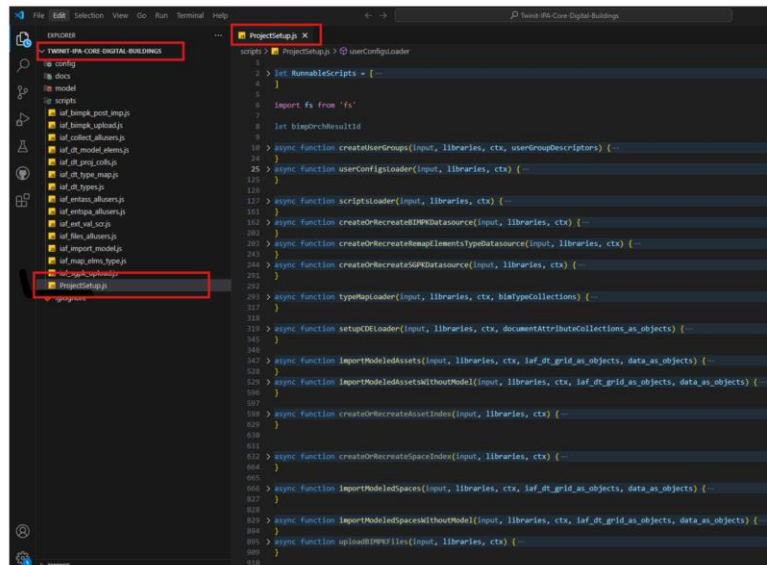 File Edit Selection View Go Run Terminal Help
Twinit-IPA-Core-Digital-Buildings
EXPLORER
TWINIT-IPA-CORE-DIGITAL-BUILDINGS
config
docs
model
scripts
iaf_bimpk_post_imp.js
iaf_bimpk_upload.js
iaf_collect_allusers.js
iaf_dt_model_elems.js
iaf_dt_proj_colls.js
iaf_dt_type_map.js
iaf_dt_types.js
iaf_entass_allusers.js
iaf_entspa_allusers.js
iaf_ext_val_scr.js
iaf_files_allusers.js
iaf_import_model.js
iaf_map_elms_type.js
iaf_sgpk_upload.js
ProjectSetup.js
.gitignore
ProjectSetup.js ×
scripts > ProjectSetup.js > userConfigsLoader
1
2 > let RunnableScripts = [ ···
4 ]
5
6 import fs from 'fs'
7
8 let bimpOrchResultId
9
10 > async function createUserGroups(input, libraries, ctx, userGroupDescriptors) { ···
24 }
25 > async function userConfigsLoader(input, libraries, ctx) { ···
125 }
126
127 > async function scriptsLoader(input, libraries, ctx) { ···
161 }
162 > async function createOrRecreateBIMPKDatasource(input, libraries, ctx) { ···
202 }
203 > async function createOrRecreateRemapElementsTypeDatasource(input, libraries, ctx) { ···
243 }
244 > async function createOrRecreateSGPKDatasource(input, libraries, ctx) { ···
291 }
292
293 > async function typeMapLoader(input, libraries, ctx, bimTypeCollections) { ···
317 }
318
319 > async function setupCDELoader(input, libraries, ctx, documentAttributeCollections_as_objects) { ···
345 }
346
347 > async function importModeledAssets(input, libraries, ctx, iaf_dt_grid_as_objects, data_as_objects) { ···
528 }
529 > async function importModeledAssetsWithoutModel(input, libraries, ctx, iaf_dt_grid_as_objects, data_as_objects) { ···
596 }
597
598 > async function createOrRecreateAssetIndex(input, libraries, ctx) { ···
629 }
630
631
632 > async function createOrRecreateSpaceIndex(input, libraries, ctx) { ···
664 }
665
666 > async function importModeledSpaces(input, libraries, ctx, iaf_dt_grid_as_objects, data_as_objects) { ···
827 }
828
829 > async function importModeledSpacesWithoutModel(input, libraries, ctx, iaf_dt_grid_as_objects, data_as_objects) { ···
894 }
895 > async function uploadBIMPKFiles(input, libraries, ctx) { ···
909 }
910